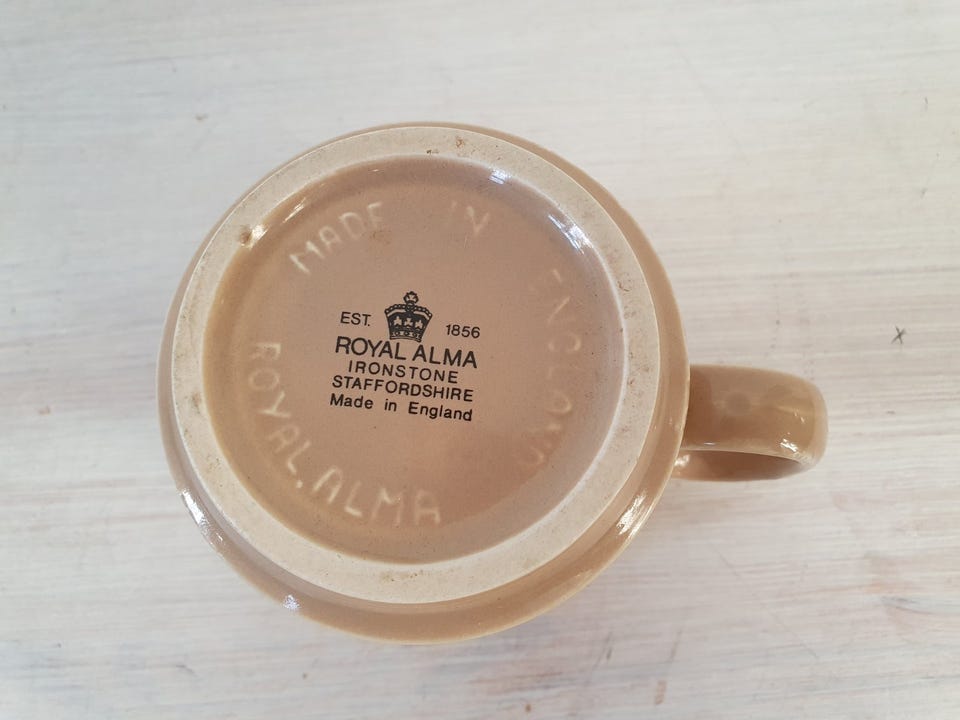 MADE IN ENGLAND
EST. 1856
ROYAL ALMA
IRONSTONE
STAFFORDSHIRE
Made in England
ROYAL ALMA